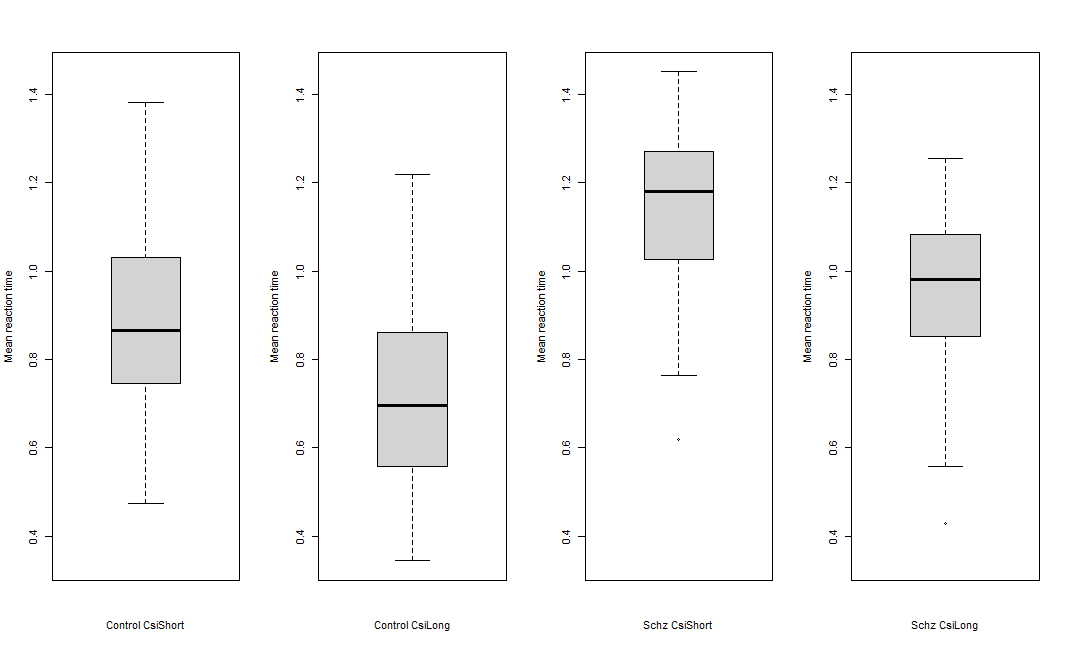 Mean reaction time
0.4 0.6 0.8 1.0 1.2 1.4
Control CsiShort
Mean reaction time
0.4 0.6 0.8 1.0 1.2 1.4
Control CsiLong
Mean reaction time
0.4 0.6 0.8 1.0 1.2 1.4
Schz CsiShort
Mean reaction time
0.4 0.6 0.8 1.0 1.2 1.4
Schz CsiLong